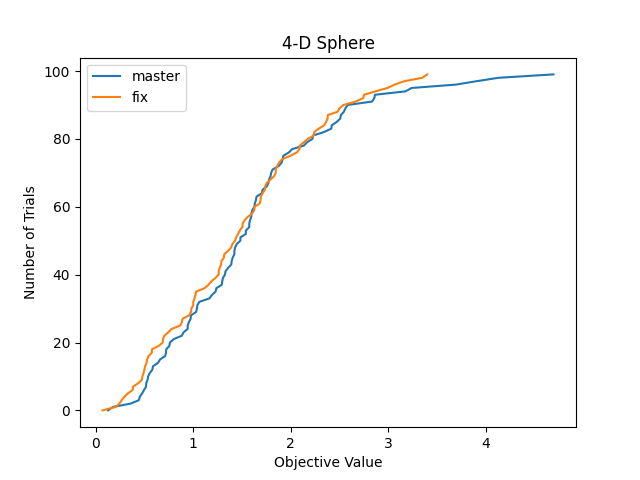 4-D Sphere
master
fix
Number of Trials
100
80
60
40
20
0
0 1 2 3 4
Objective Value